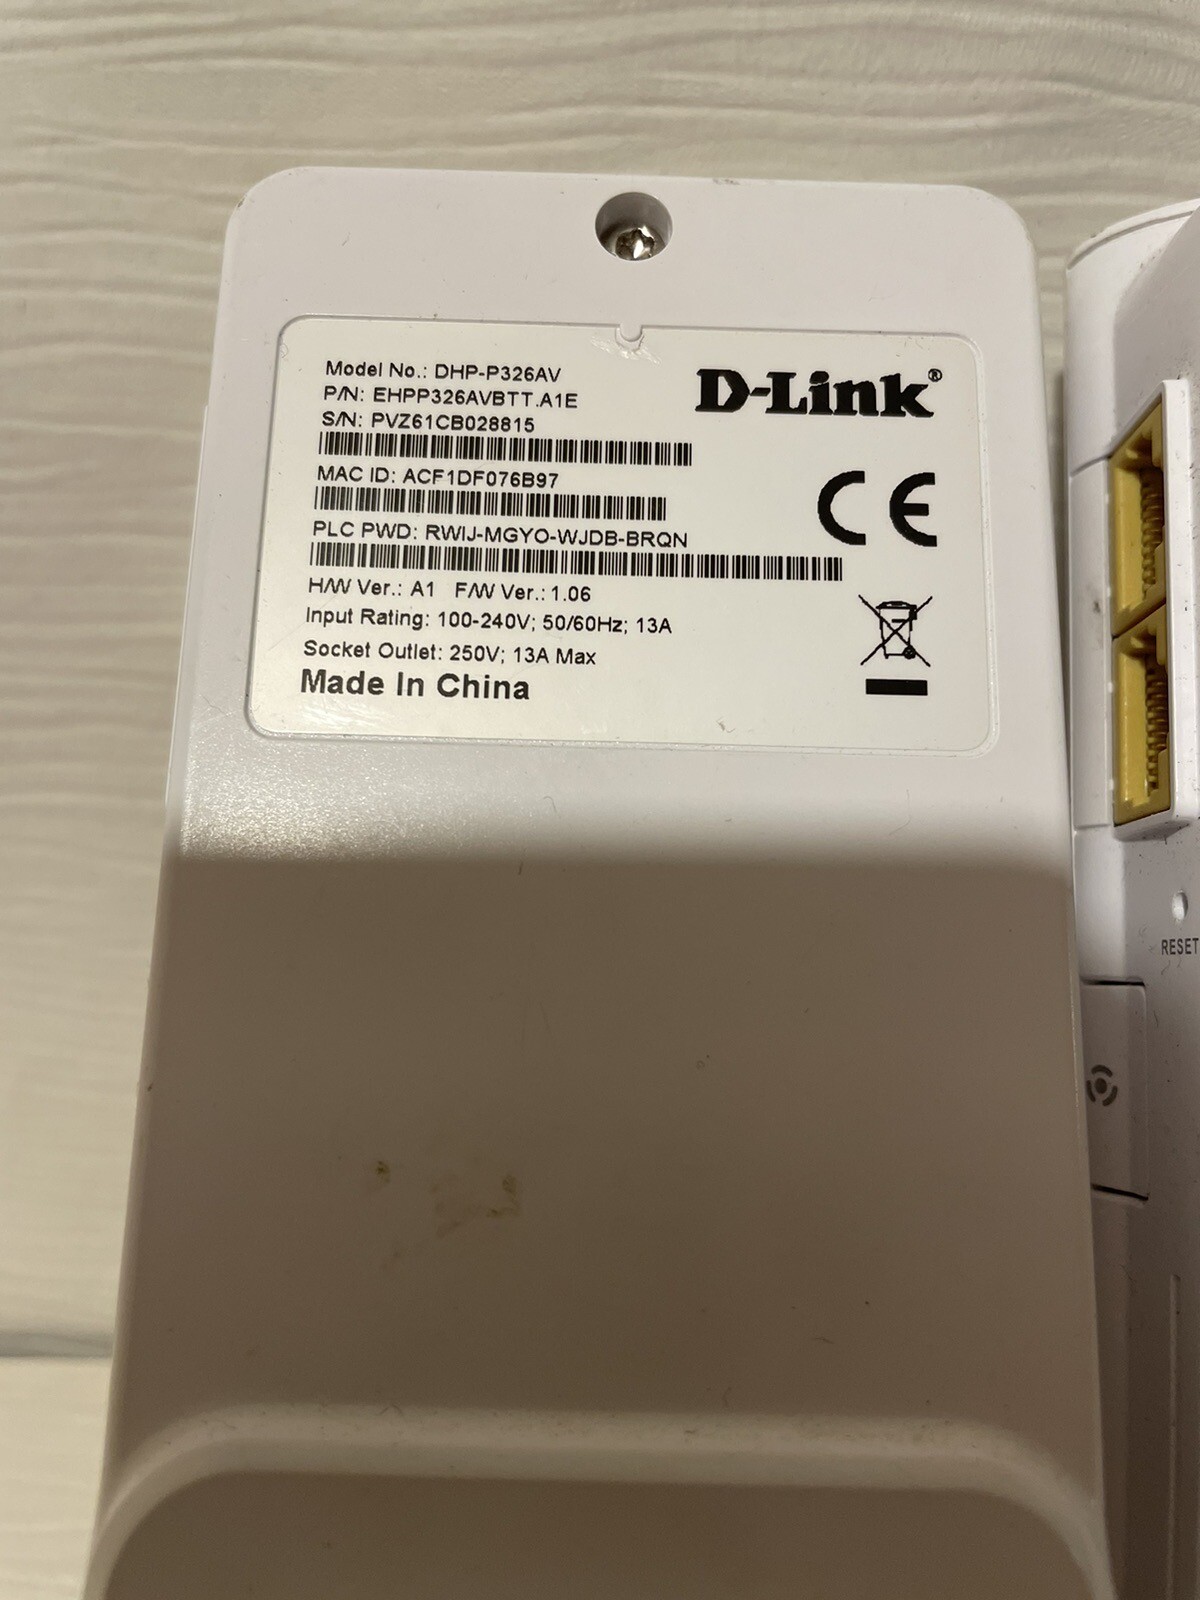 Model No.: DHP-P326AV
P/N: EHPP326AVBTT.A1E
S/N: PVZ61CB028815
D-Link®
MAC ID: ACF1DF076B97
CE
PLC PWD: RWIJ-MGYO-WJDB-BRQN
H/W Ver.: A1 F/W Ver.: 1.06
Input Rating: 100-240V; 50/60Hz; 13A
Socket Outlet: 250V; 13A Max
Made In China
RESET